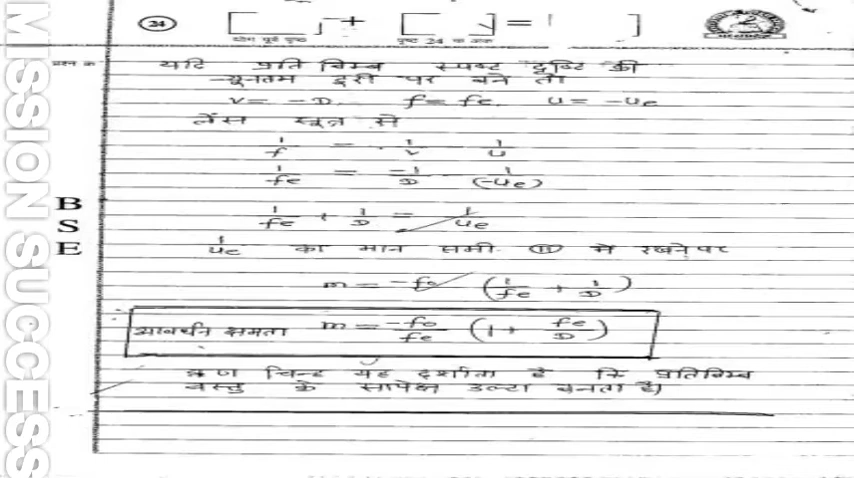 24
+ =
योग पूर्व पृष्ठ पृष्ठ 24 के अंक
प्रश्न क्र.
यदि प्रतिबिम्ब स्पष्ट दृष्टि की
न्यूनतम दूरी पर बने तो
v = -D. f = fe. u = -ue
लेंस सूत्र से
1/f = 1/v 1/u
1/fe = -1/D 1/(-ue)
1/fe + 1/D = 1/ue
1/ue का मान समी. में रखने पर
m = -fo (1/fe + 1/D)
आवर्धन क्षमता m = -fo/fe (1 + fe/D)
ऋण चिन्ह यह दर्शाता है कि प्रतिबिम्ब
वस्तु के सापेक्ष उल्टा बनता है।
B
S
E
MISSION SUCCESS